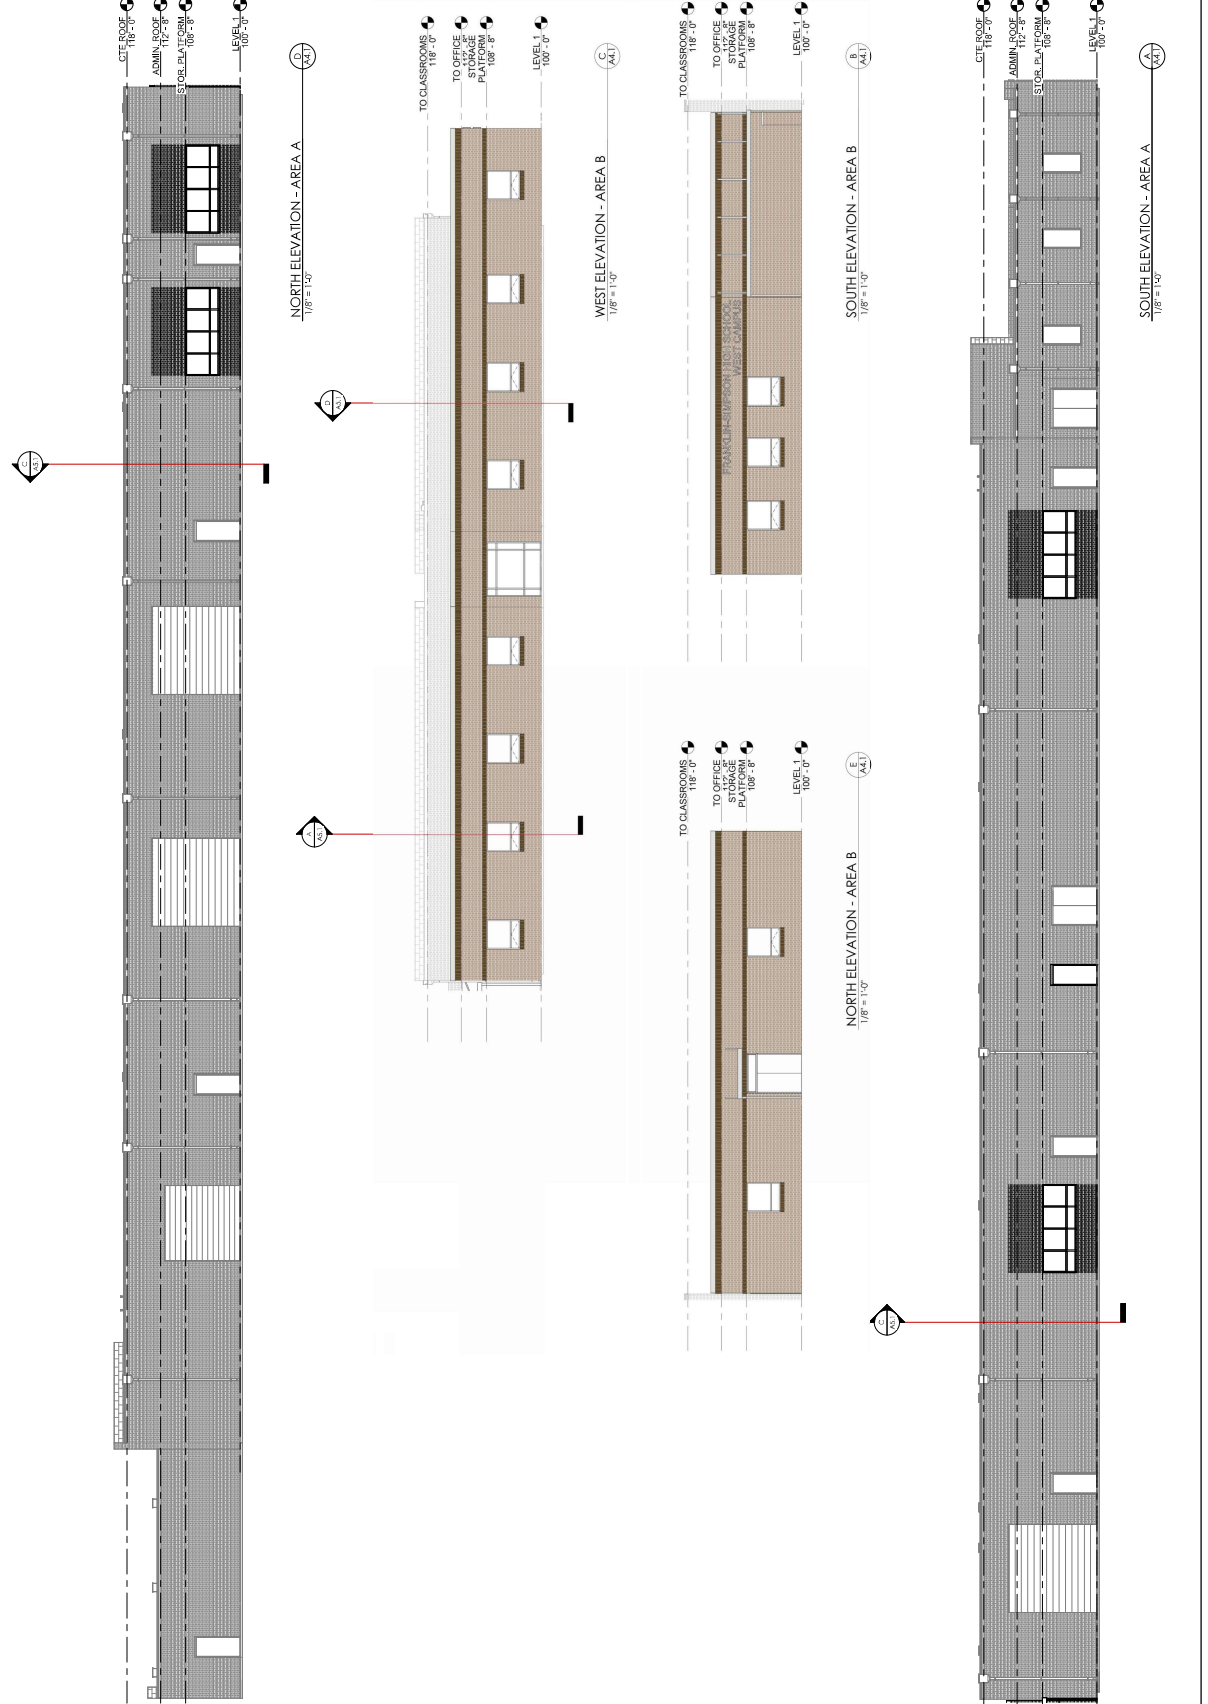 CTE ROOF
118' - 0"
ADMIN. ROOF
112' - 8"
STOR. PLATFORM
108' - 8"
LEVEL 1
100' - 0"
D
A4.1
NORTH ELEVATION - AREA A
1/8" = 1'-0"
C
A5.1
TO CLASSROOMS
118' - 0"
TO OFFICE
112' - 8"
STORAGE
PLATFORM
108' - 8"
LEVEL 1
100' - 0"
C
A4.1
WEST ELEVATION - AREA B
1/8" = 1'-0"
D
A5.1
A
A5.1
TO CLASSROOMS
118' - 0"
TO OFFICE
112' - 8"
STORAGE
PLATFORM
108' - 8"
LEVEL 1
100' - 0"
B
A4.1
SOUTH ELEVATION - AREA B
1/8" = 1'-0"
FRANKLIN-SIMPSON HIGH SCHOOL
WEST CAMPUS
TO CLASSROOMS
118' - 0"
TO OFFICE
112' - 8"
STORAGE
PLATFORM
108' - 8"
LEVEL 1
100' - 0"
E
A4.1
NORTH ELEVATION - AREA B
1/8" = 1'-0"
CTE ROOF
118' - 0"
ADMIN. ROOF
112' - 8"
STOR. PLATFORM
108' - 8"
LEVEL 1
100' - 0"
A
A4.1
SOUTH ELEVATION - AREA A
1/8" = 1'-0"
C
A5.1